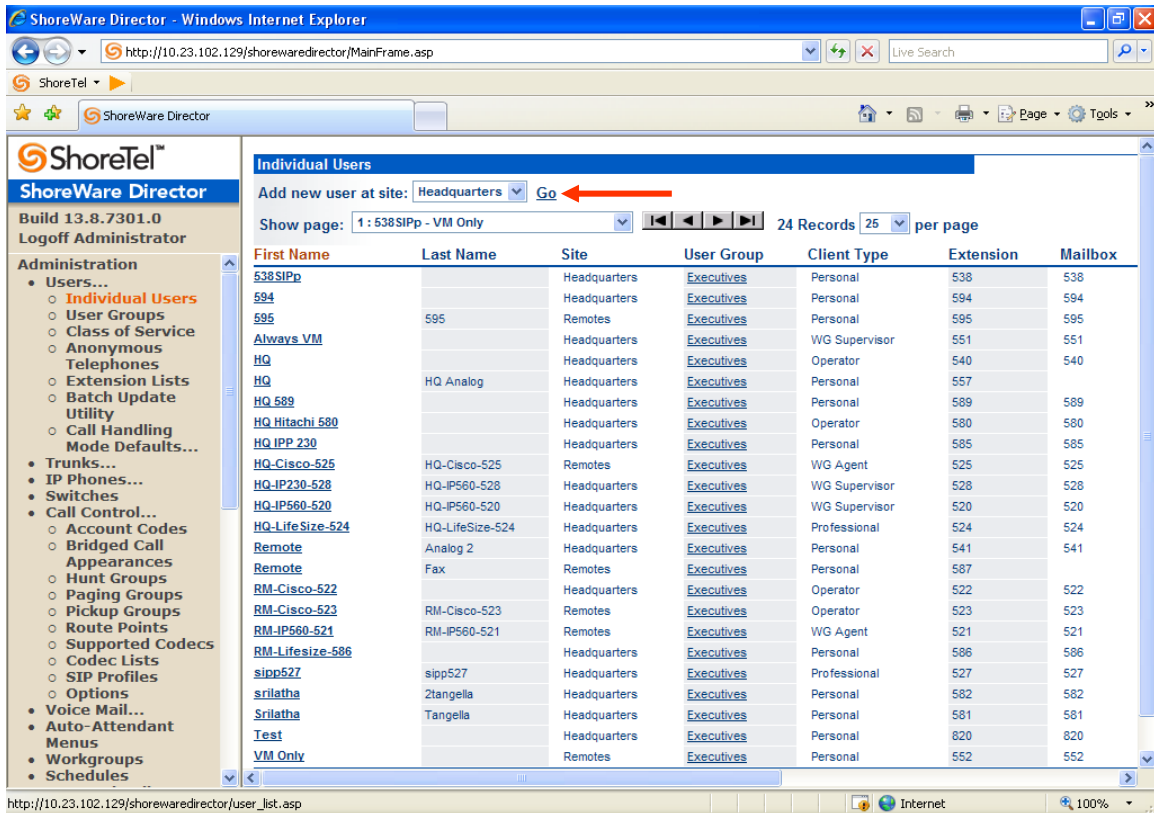 ShoreWare Director - Windows Internet Explorer
http://10.23.102.129/shorewaredirector/MainFrame.asp
Live Search
ShoreTel
ShoreWare Director
Page
Tools
»
ShoreTel™
ShoreWare Director
Build 13.8.7301.0
Logoff Administrator
Administration
Users...
Individual Users
User Groups
Class of Service
Anonymous
Telephones
Extension Lists
Batch Update
Utility
Call Handling
Mode Defaults...
Trunks...
IP Phones...
Switches
Call Control...
Account Codes
Bridged Call
Appearances
Hunt Groups
Paging Groups
Pickup Groups
Route Points
Supported Codecs
Codec Lists
SIP Profiles
Options
Voice Mail...
Auto-Attendant
Menus
Workgroups
Schedules
Individual Users
Add new user at site: Headquarters Go
Show page: 1 : 538SIPp - VM Only 24 Records 25 per page
First Name Last Name Site User Group Client Type Extension Mailbox
538SIPp Headquarters Executives Personal 538 538
594 Headquarters Executives Personal 594 594
595 595 Remotes Executives Personal 595 595
Always VM Headquarters Executives WG Supervisor 551 551
HQ Headquarters Executives Operator 540 540
HQ HQ Analog Headquarters Executives Personal 557
HQ 589 Headquarters Executives Personal 589 589
HQ Hitachi 580 Headquarters Executives Operator 580 580
HQ IPP 230 Headquarters Executives Personal 585 585
HQ-Cisco-525 HQ-Cisco-525 Remotes Executives WG Agent 525 525
HQ-IP230-528 HQ-IP560-528 Headquarters Executives WG Supervisor 528 528
HQ-IP560-520 HQ-IP560-520 Headquarters Executives WG Supervisor 520 520
HQ-LifeSize-524 HQ-LifeSize-524 Headquarters Executives Professional 524 524
Remote Analog 2 Headquarters Executives Personal 541 541
Remote Fax Remotes Executives Personal 587
RM-Cisco-522 Headquarters Executives Operator 522 522
RM-Cisco-523 RM-Cisco-523 Remotes Executives Operator 523 523
RM-IP560-521 RM-IP560-521 Remotes Executives WG Agent 521 521
RM-Lifesize-586 Headquarters Executives Personal 586 586
sipp527 sipp527 Headquarters Executives Professional 527 527
srilatha 2tangella Headquarters Executives Personal 582 582
Srilatha Tangella Headquarters Executives Personal 581 581
Test Headquarters Executives Personal 820 820
VM Only Remotes Executives Personal 552 552
http://10.23.102.129/shorewaredirector/user_list.asp
Internet
100%